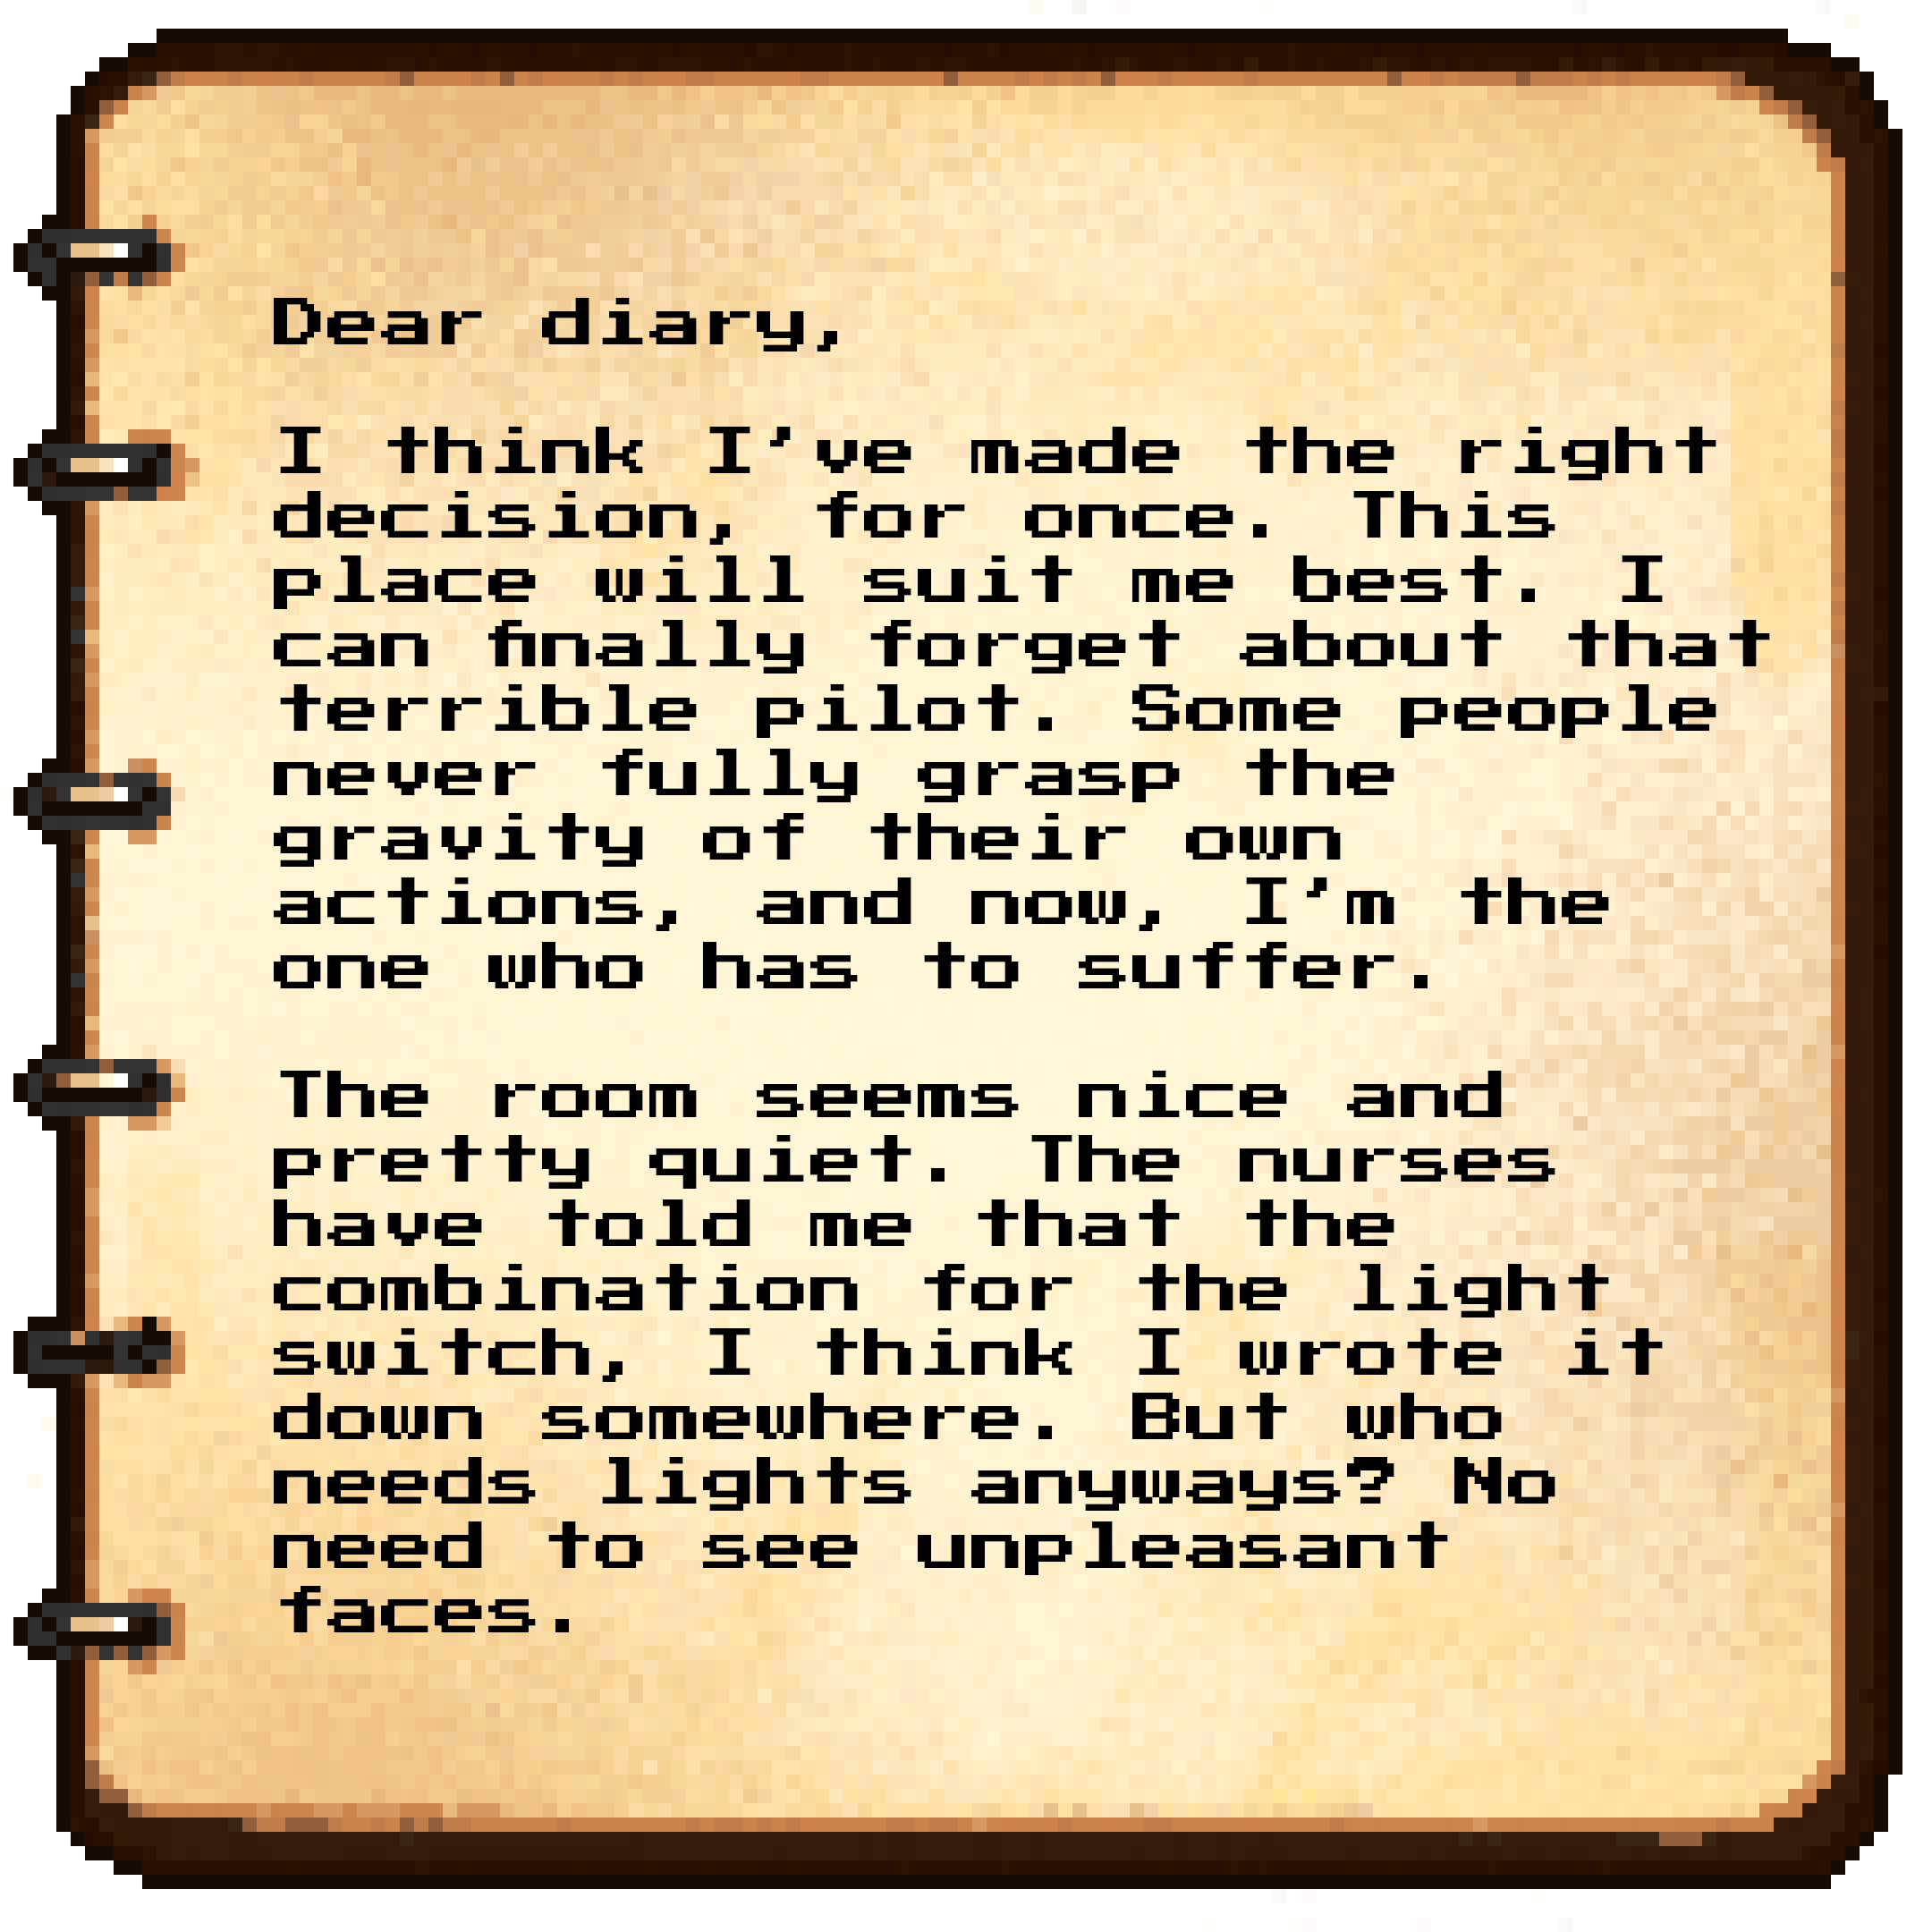 Dear diary,
I think I've made the right
decision, for once. This
place will suit me best. I
can finally forget about that
terrible pilot. Some people
never fully grasp the
gravity of their own
actions, and now, I'm the
one who has to suffer.
The room seems nice and
pretty quiet. The nurses
have told me that the
combination for the light
switch, I think I wrote it
down somewhere. But who
needs lights anyways? No
need to see unpleasant
faces.